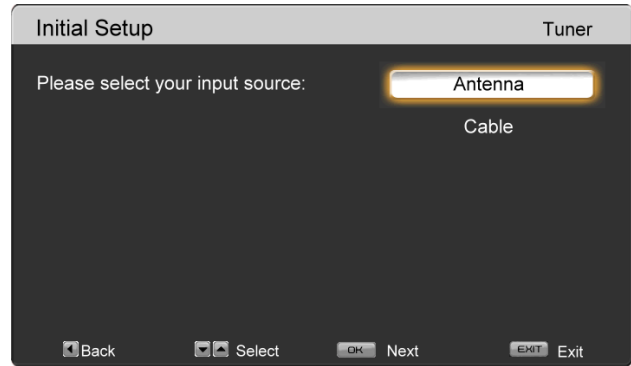 Initial Setup Tuner
Please select your input source: Antenna
Cable
Back Select OK Next EXIT Exit